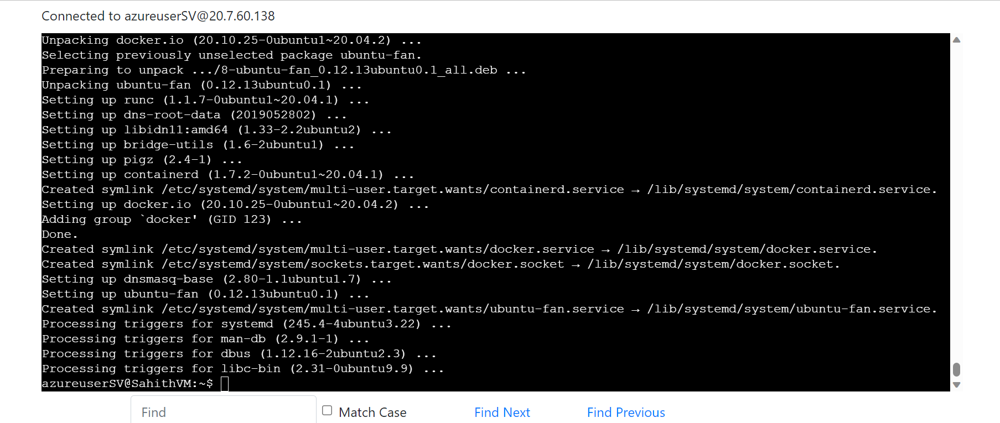 Connected to azureuserSV@20.7.60.138
Unpacking docker.io (20.10.25-0ubuntu1~20.04.2) ...
Selecting previously unselected package ubuntu-fan.
Preparing to unpack .../8-ubuntu-fan_0.12.13ubuntu0.1_all.deb ...
Unpacking ubuntu-fan (0.12.13ubuntu0.1) ...
Setting up runc (1.1.7-0ubuntu1~20.04.1) ...
Setting up dns-root-data (2019052802) ...
Setting up libidn11:amd64 (1.33-2.2ubuntu2) ...
Setting up bridge-utils (1.6-2ubuntu1) ...
Setting up pigz (2.4-1) ...
Setting up containerd (1.7.2-0ubuntu1~20.04.1) ...
Created symlink /etc/systemd/system/multi-user.target.wants/containerd.service → /lib/systemd/system/containerd.service.
Setting up docker.io (20.10.25-0ubuntu1~20.04.2) ...
Adding group `docker' (GID 123) ...
Done.
Created symlink /etc/systemd/system/multi-user.target.wants/docker.service → /lib/systemd/system/docker.service.
Created symlink /etc/systemd/system/sockets.target.wants/docker.socket → /lib/systemd/system/docker.socket.
Setting up dnsmasq-base (2.80-1.1ubuntu1.7) ...
Setting up ubuntu-fan (0.12.13ubuntu0.1) ...
Created symlink /etc/systemd/system/multi-user.target.wants/ubuntu-fan.service → /lib/systemd/system/ubuntu-fan.service.
Processing triggers for systemd (245.4-4ubuntu3.22) ...
Processing triggers for man-db (2.9.1-1) ...
Processing triggers for dbus (1.12.16-2ubuntu2.3) ...
Processing triggers for libc-bin (2.31-0ubuntu9.9) ...
azureuserSV@SahithVM:~$
Find Match Case Find Next Find Previous